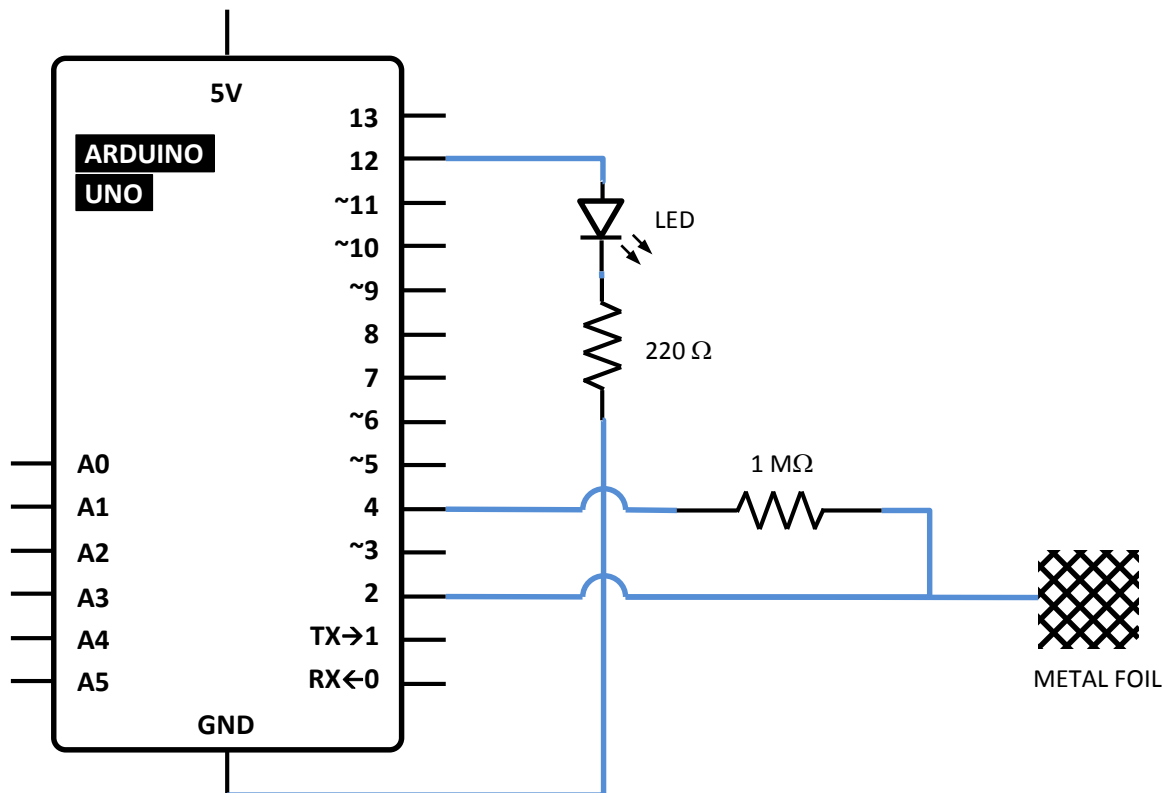 5V
ARDUINO
UNO
13
12
~11
~10
~9
8
7
~6
~5
4
~3
2
TX→1
RX←0
A0
A1
A2
A3
A4
A5
GND
LED
220 Ω
1 MΩ
METAL FOIL